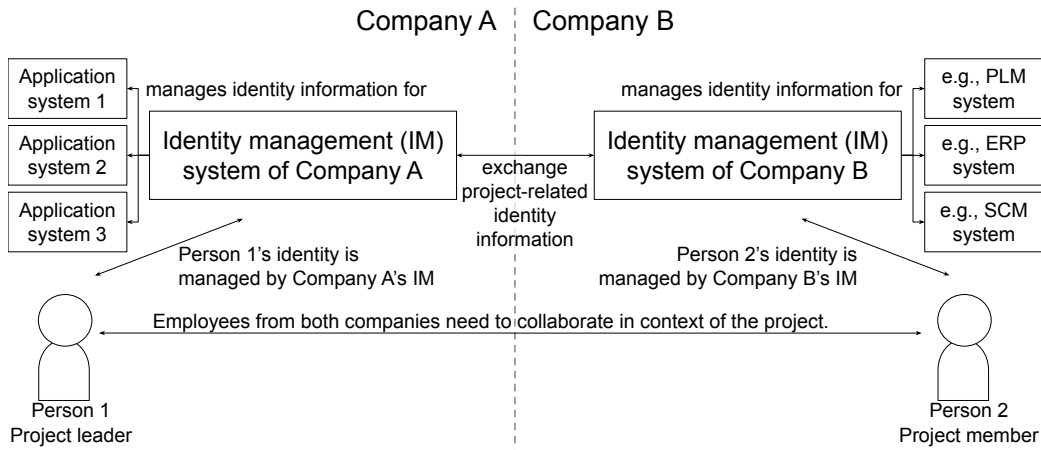 Company A
Company B
Application
system 1
manages identity information for
manages identity information for
e.g., PLM
system
Application
system 2
Identity management (IM)
system of Company A
Identity management (IM)
system of Company B
e.g., ERP
system
exchange
project-related
identity
information
Application
system 3
e.g., SCM
system
Person 1's identity is
managed by Company A's IM
Person 2's identity is
managed by Company B's IM
Employees from both companies need to collaborate in context of the project.
Person 1
Project leader
Person 2
Project member